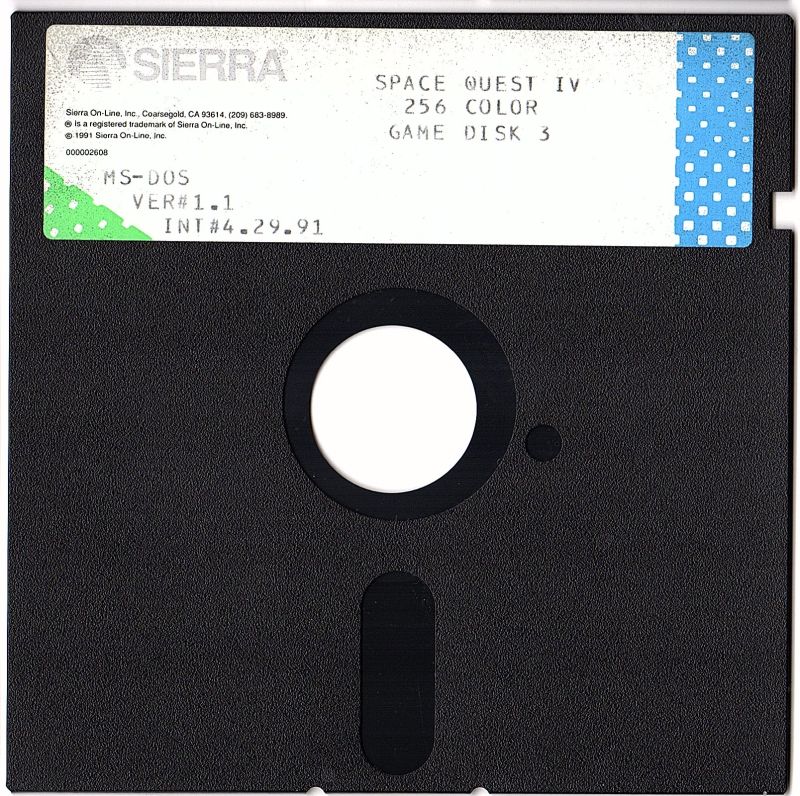 SIERRA®
Sierra On-Line, Inc., Coarsegold, CA 93614, (209) 683-8989.
® is a registered trademark of Sierra On-Line, Inc.
© 1991 Sierra On-Line, Inc.
000002608
MS-DOS
VER#1.1
INT#4.29.91
SPACE QUEST IV
256 COLOR
GAME DISK 3